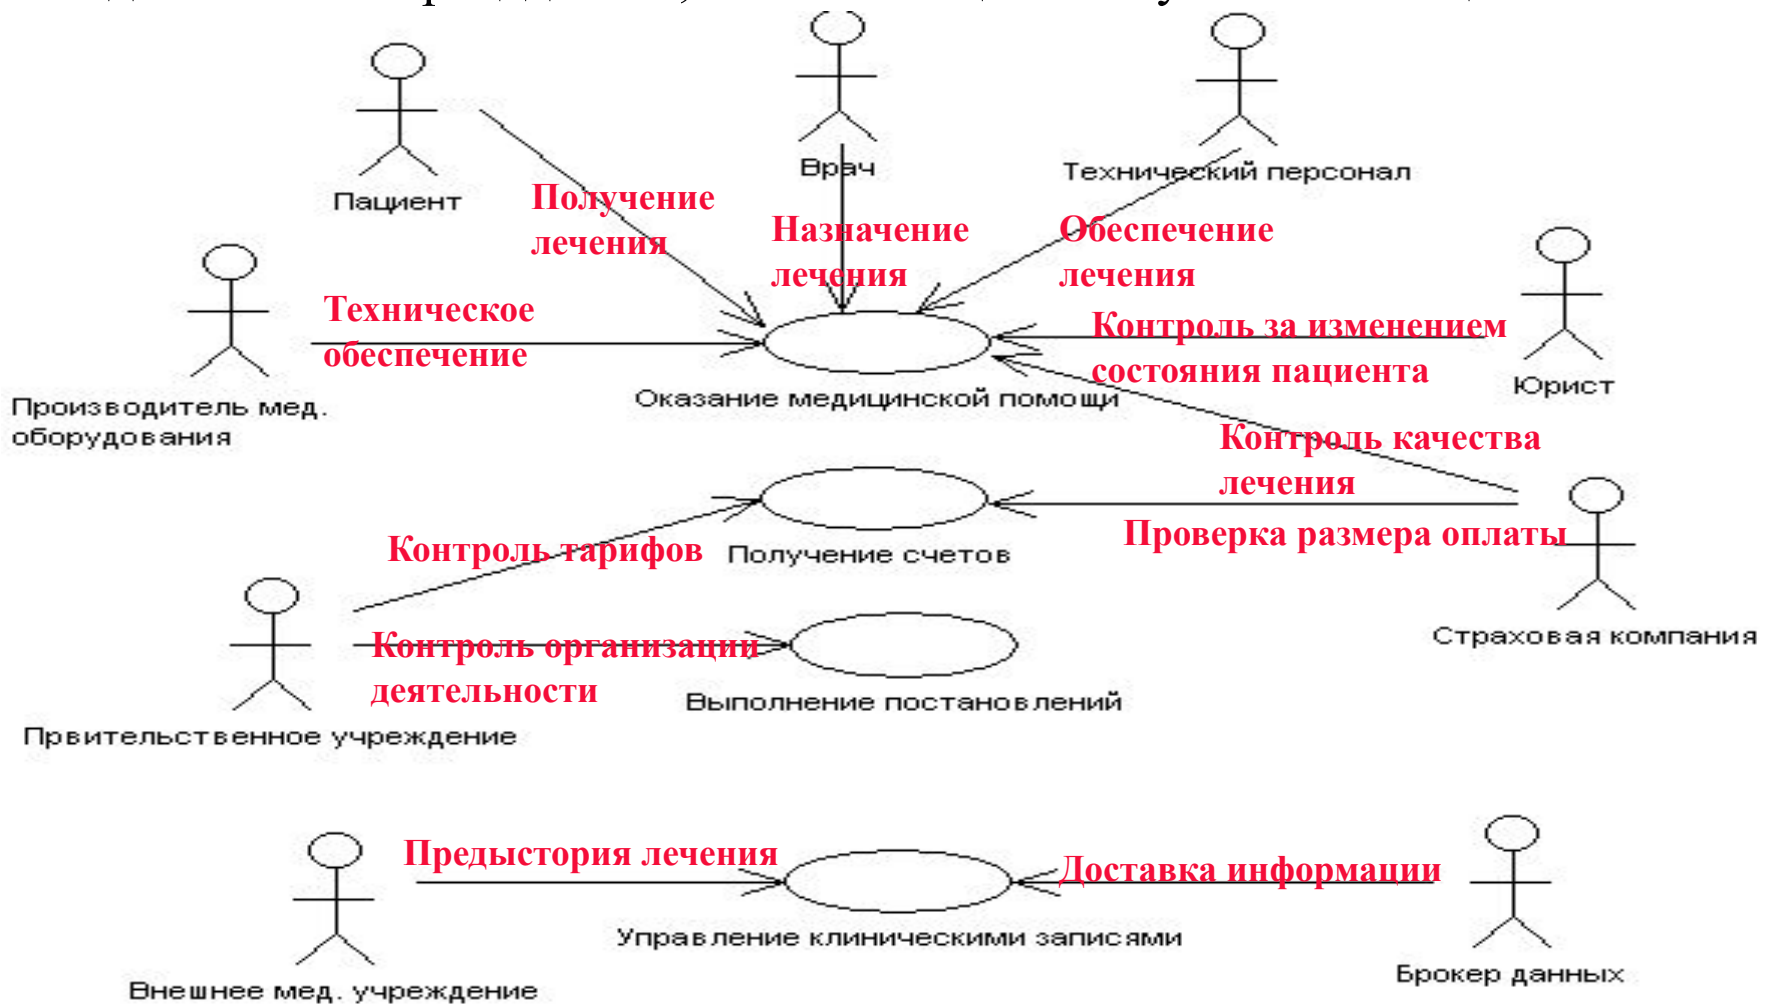 Пациент
Врач
Технический персонал
Получение
лечения
Назначение
лечения
Обеспечение
лечения
Техническое
обеспечение
Контроль за изменением
состояния пациента
Производитель мед.
оборудования
Оказание медицинской помощи
Юрист
Контроль качества
лечения
Контроль тарифов
Получение счетов
Проверка размера оплаты
Контроль организации
деятельности
Страховая компания
Выполнение постановлений
Првительственное учреждение
Предыстория лечения
Доставка информации
Управление клиническими записями
Внешнее мед. учреждение
Брокер данных